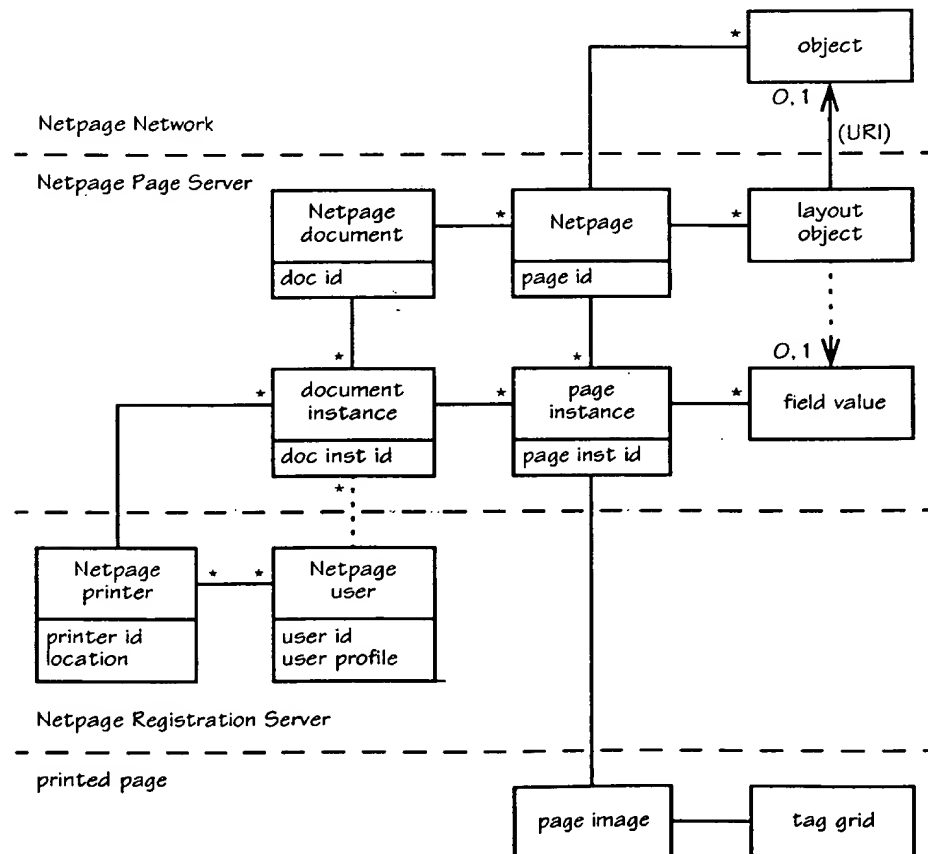 *
object
0, 1
Netpage Network
(URI)
Netpage Page Server
Netpage
document
*
Netpage
*
layout
object
doc id
page id
*
*
0, 1
*
document
instance
*
page
instance
*
field value
doc inst id
page inst id
*
Netpage
printer
*
*
Netpage
user
printer id
location
user id
user profile
Netpage Registration Server
printed page
page image
tag grid